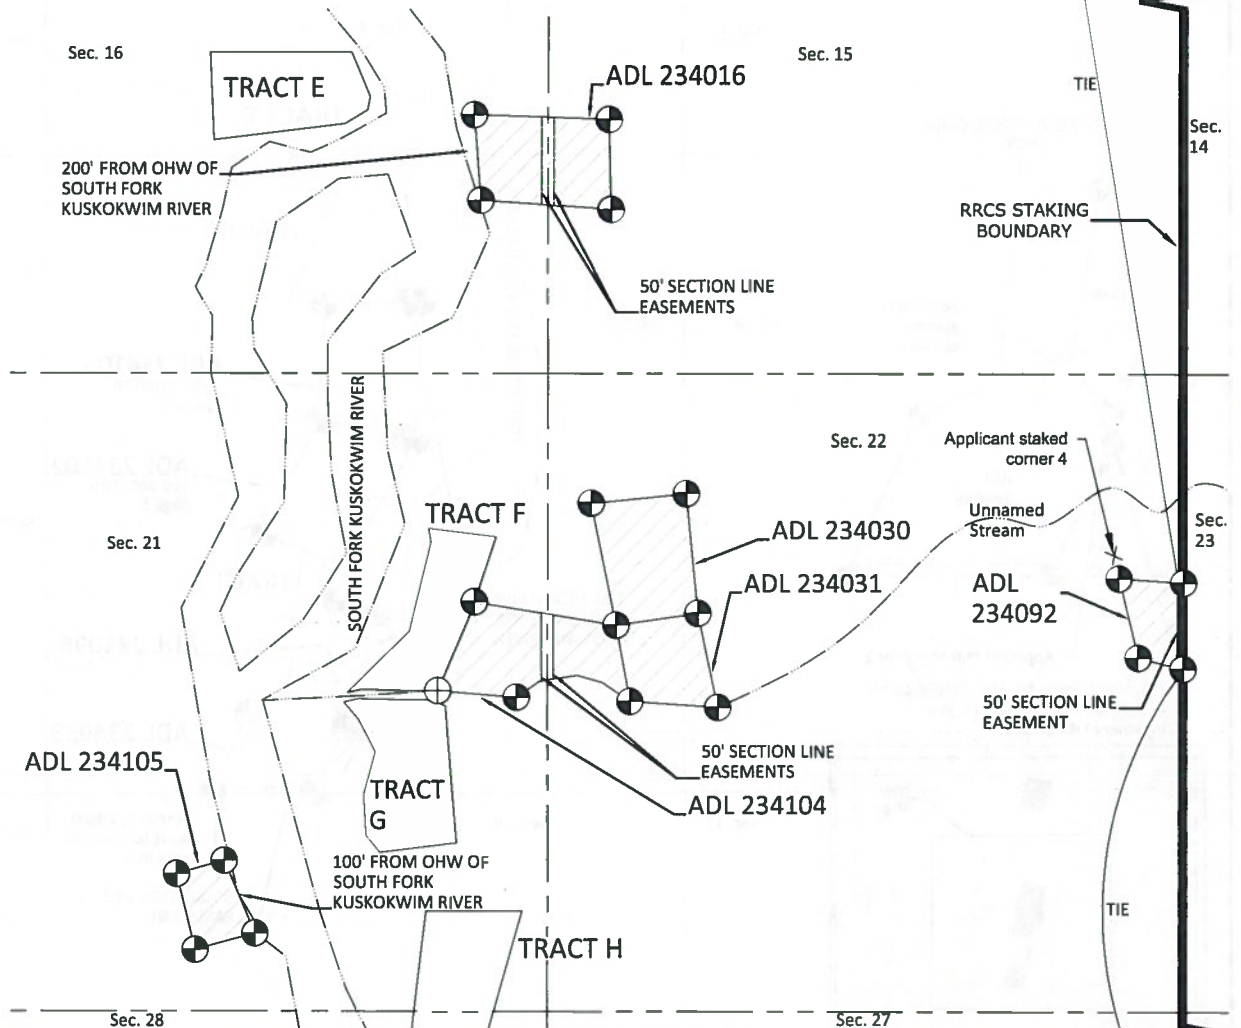 Sec. 16
Sec. 15
TRACT E
ADL 234016
TIE
Sec.
14
200' FROM OHW OF
SOUTH FORK
KUSKOKWIM RIVER
RRCS STAKING
BOUNDARY
50' SECTION LINE
EASEMENTS
SOUTH FORK KUSKOKWIM RIVER
Sec. 22
Applicant staked
corner 4
TRACT F
Unnamed
Stream
Sec.
23
Sec. 21
ADL 234030
ADL 234031
ADL
234092
50' SECTION LINE
EASEMENT
50' SECTION LINE
EASEMENTS
ADL 234105
ADL 234104
TRACT
G
100' FROM OHW OF
SOUTH FORK
KUSKOKWIM RIVER
TIE
TRACT H
Sec. 28
Sec. 27